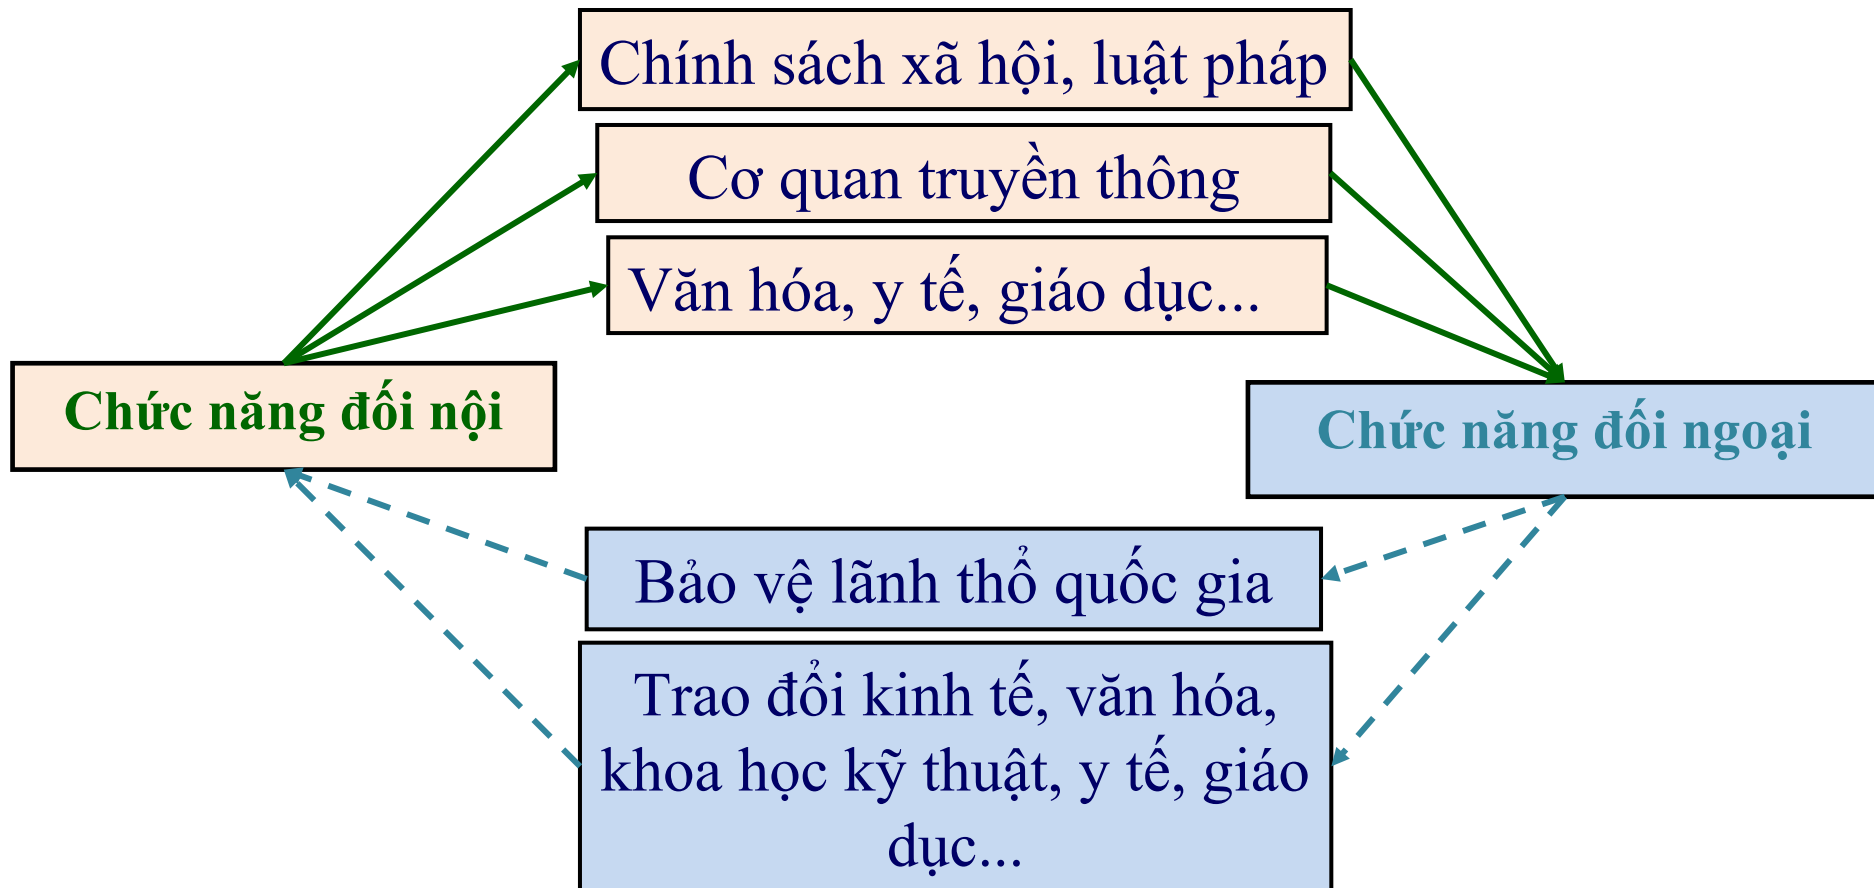 Chính sách xã hội, luật pháp
Cơ quan truyền thông
Văn hóa, y tế, giáo dục...
Chức năng đối nội
Chức năng đối ngoại
Bảo vệ lãnh thổ quốc gia
Trao đổi kinh tế, văn hóa,
khoa học kỹ thuật, y tế, giáo
dục...